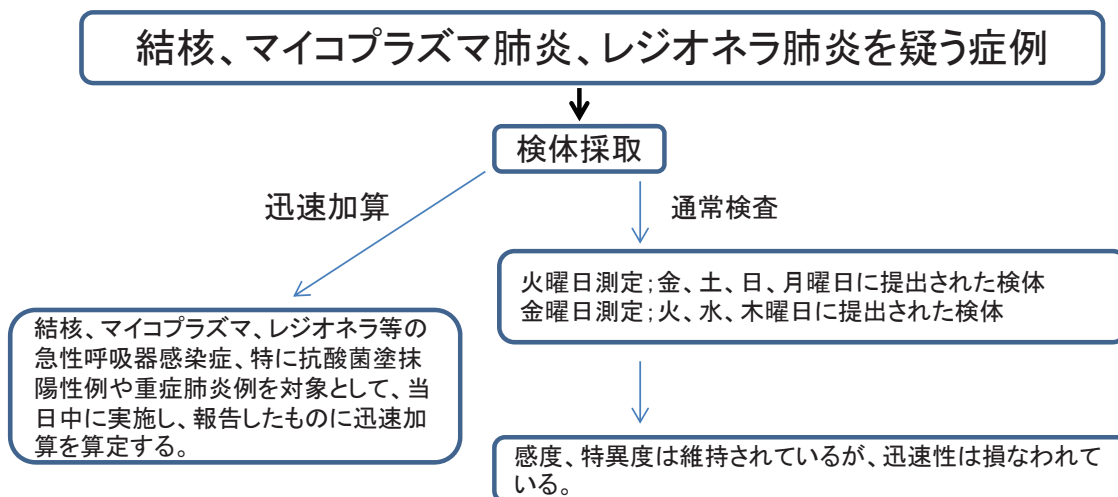 結核、マイコプラズマ肺炎、レジオネラ肺炎を疑う症例
検体採取
迅速加算
通常検査
火曜日測定;金、土、日、月曜日に提出された検体
金曜日測定;火、水、木曜日に提出された検体
結核、マイコプラズマ、レジオネラ等の
急性呼吸器感染症、特に抗酸菌塗抹
陽性例や重症肺炎例を対象として、当
日中に実施し、報告したものに迅速加
算を算定する。
感度、特異度は維持されているが、迅速性は損なわれて
いる。